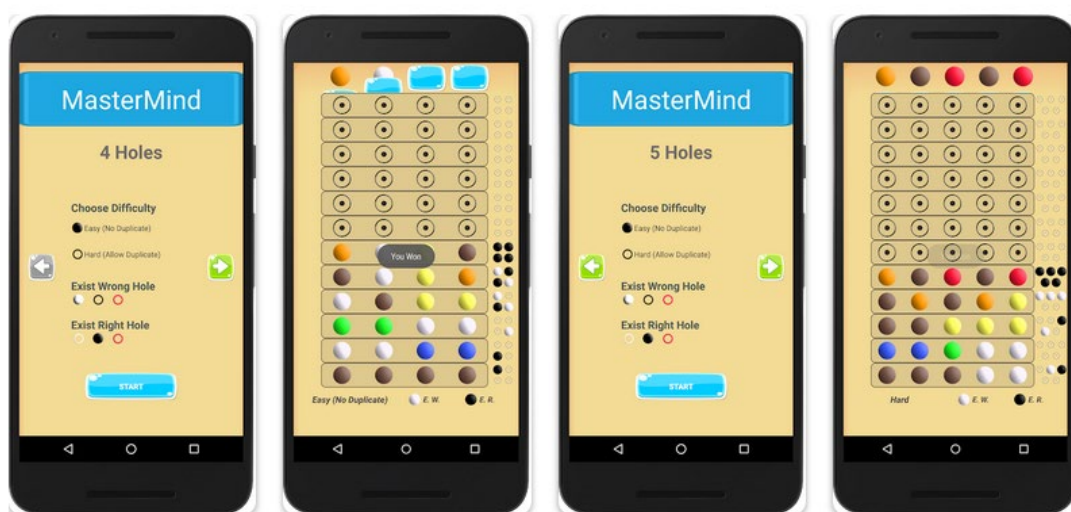 MasterMind
4 Holes
Choose Difficulty
Easy (No Duplicate)
Hard (Allow Duplicate)
Exist Wrong Hole
Exist Right Hole
START
You Won
Easy (No Duplicate) E. W. E. R.
MasterMind
5 Holes
Choose Difficulty
Easy (No Duplicate)
Hard (Allow Duplicate)
Exist Wrong Hole
Exist Right Hole
START
Hard E. W. E. R.